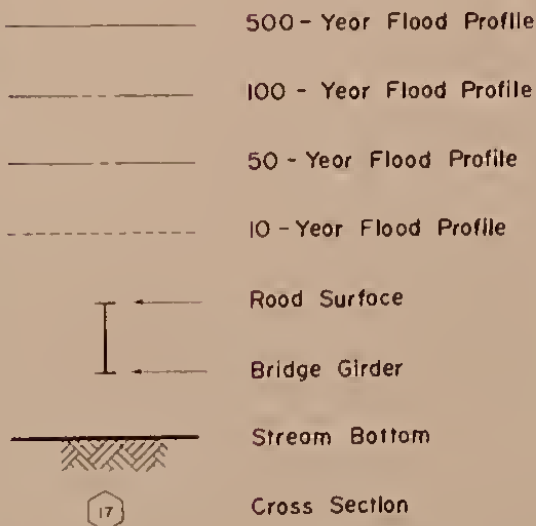 500 - Year Flood Profile
100 - Year Flood Profile
50 - Year Flood Profile
10 - Year Flood Profile
Road Surface
Bridge Girder
Stream Bottom
17 Cross Section